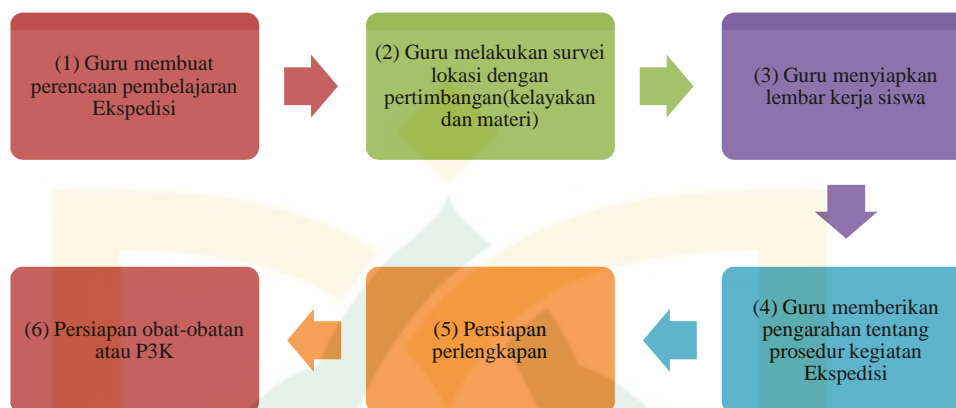 (1) Guru membuat
perencaan pembelajaran
Ekspedisi
(2) Guru melakukan survei
lokasi dengan
pertimbangan(kelayakan
dan materi)
(3) Guru menyiapkan
lembar kerja siswa
(4) Guru memberikan
pengarahan tentang
prosedur kegiatan
Ekspedisi
(5) Persiapan
perlengkapan
(6) Persiapan obat-obatan
atau P3K